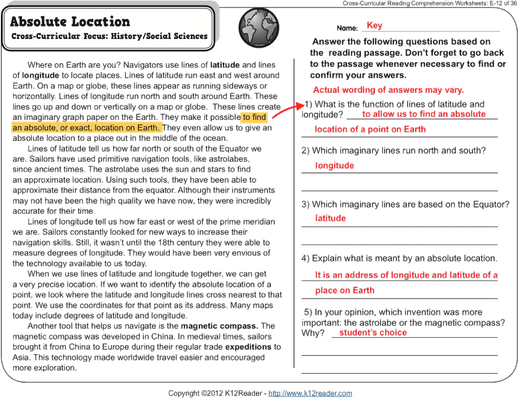 Cross-Curricular Reading Comprehension Worksheets: E-12 of 36
Absolute Location
Cross-Curricular Focus: History/Social Sciences
Name: Key
Where on Earth are you? Navigators use lines of latitude and lines
of longitude to locate places. Lines of latitude run east and west around
Earth. On a map or globe, these lines appear as running sideways or
horizontally. Lines of longitude run north and south around Earth. These
lines go up and down or vertically on a map or globe. These lines create
an imaginary graph paper on the Earth. They make it possible to find
an absolute, or exact, location on Earth. They even allow us to give an
absolute location to a place out in the middle of the ocean.
Lines of latitude tell us how far north or south of the Equator we
are. Sailors have used primitive navigation tools, like astrolabes,
since ancient times. The astrolabe uses the sun and stars to find
an approximate location. Using such tools, they have been able to
approximate their distance from the equator. Although their instruments
may not have been the high quality we have now, they were incredibly
accurate for their time.
Lines of longitude tell us how far east or west of the prime meridian
we are. Sailors constantly looked for new ways to increase their
navigation skills. Still, it wasn't until the 18th century they were able to
measure degrees of longitude. They would have been very envious of
the technology available to us today.
When we use lines of latitude and longitude together, we can get
a very precise location. If we want to identify the absolute location of a
point, we look where the latitude and longitude lines cross nearest to that
point. We use the coordinates for that point as its address. Many maps
today include degrees of latitude and longitude.
Another tool that helps us navigate is the magnetic compass. The
magnetic compass was developed in China. In medieval times, sailors
brought it from China to Europe during their regular trade expeditions to
Asia. This technology made worldwide travel easier and encouraged
more exploration.
Answer the following questions based on
the reading passage. Don't forget to go back
to the passage whenever necessary to find or
confirm your answers.
Actual wording of answers may vary.
1) What is the function of lines of latitude and
longitude? to allow us to find an absolute
location of a point on Earth
2) Which imaginary lines run north and south?
longitude
3) Which imaginary lines are based on the Equator?
latitude
4) Explain what is meant by an absolute location.
It is an address of longitude and latitude of a
place on Earth
5) In your opinion, which invention was more
important: the astrolabe or the magnetic compass?
Why? student's choice
Copyright ©2012 K12Reader - http://www.k12reader.com